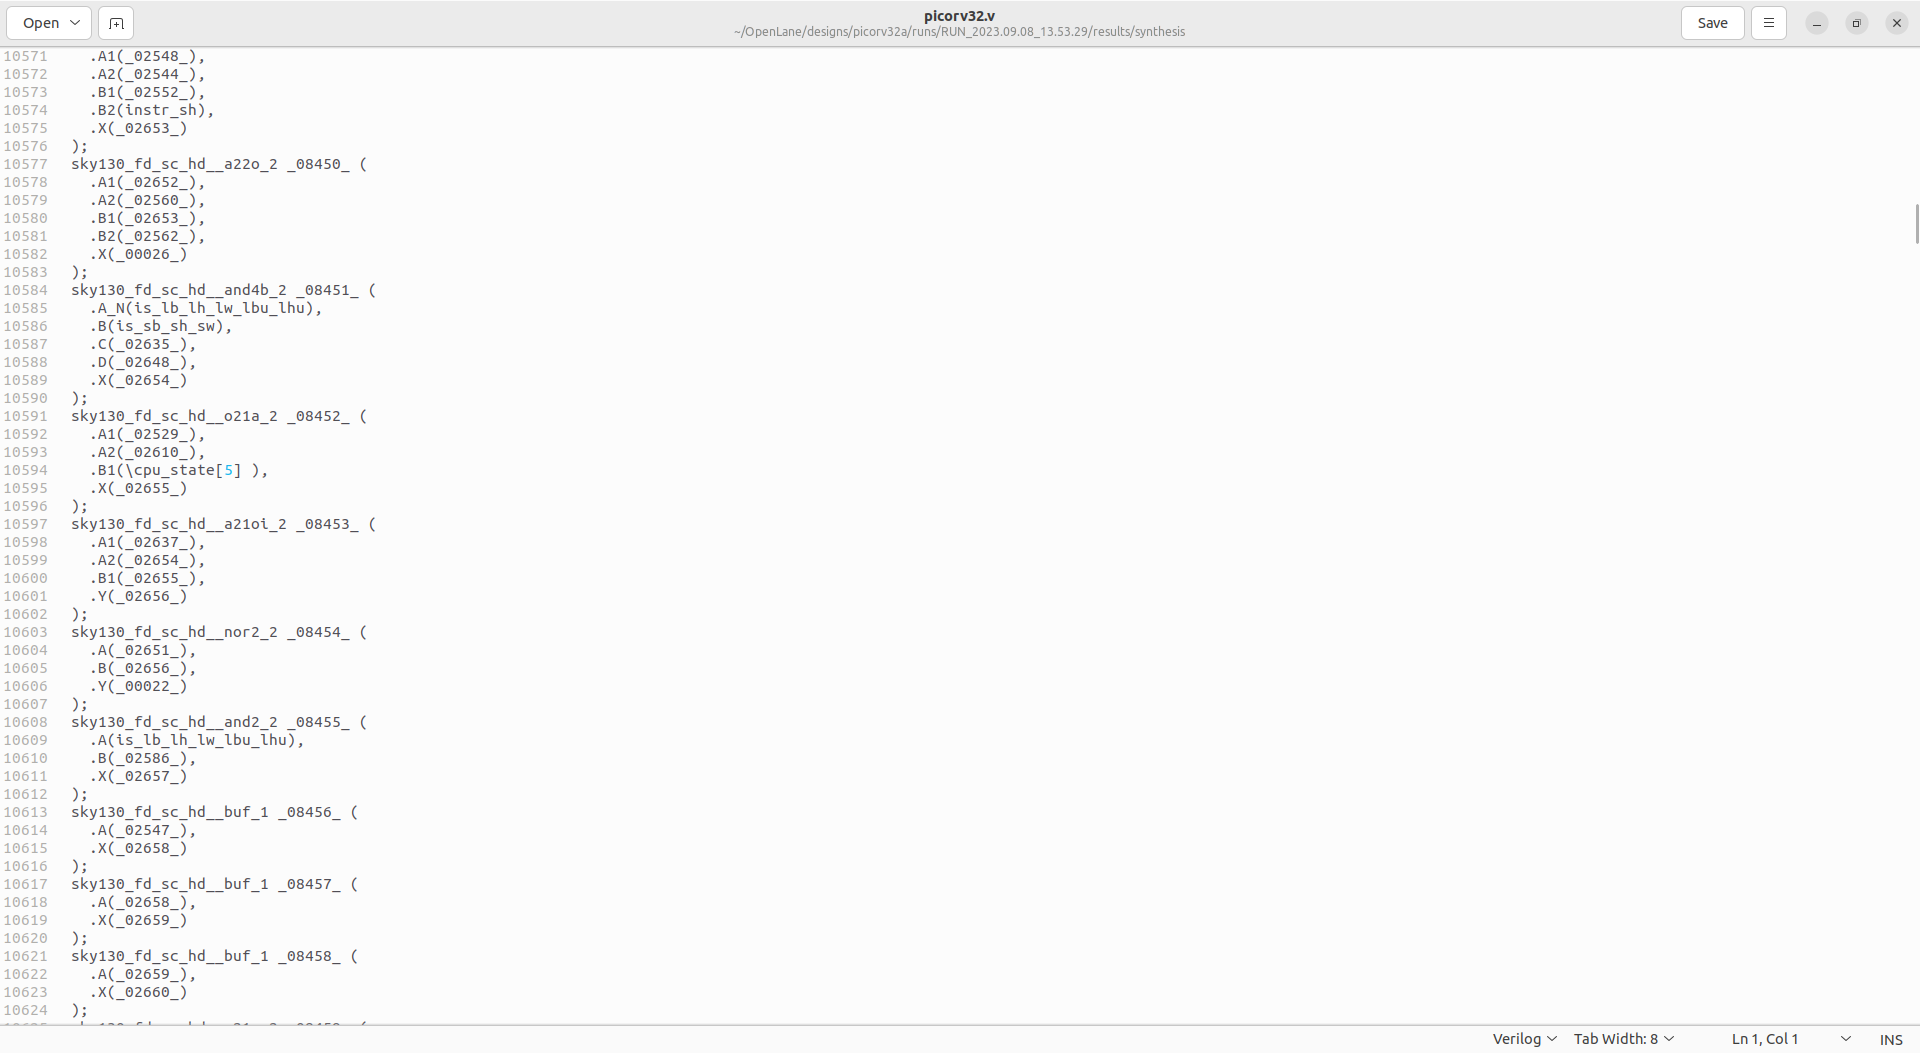 Open
picorv32.v
~/OpenLane/designs/picorv32a/runs/RUN_2023.09.08_13.53.29/results/synthesis
Save
10571 .A1(_02548_),
10572 .A2(_02544_),
10573 .B1(_02552_),
10574 .B2(instr_sh),
10575 .X(_02653_)
10576 );
10577 sky130_fd_sc_hd__a22o_2 _08450_ (
10578 .A1(_02652_),
10579 .A2(_02560_),
10580 .B1(_02653_),
10581 .B2(_02562_),
10582 .X(_00026_)
10583 );
10584 sky130_fd_sc_hd__and4b_2 _08451_ (
10585 .A_N(is_lb_lh_lw_lbu_lhu),
10586 .B(is_sb_sh_sw),
10587 .C(_02635_),
10588 .D(_02648_),
10589 .X(_02654_)
10590 );
10591 sky130_fd_sc_hd__o21a_2 _08452_ (
10592 .A1(_02529_),
10593 .A2(_02610_),
10594 .B1(\cpu_state[5] ),
10595 .X(_02655_)
10596 );
10597 sky130_fd_sc_hd__a21oi_2 _08453_ (
10598 .A1(_02637_),
10599 .A2(_02654_),
10600 .B1(_02655_),
10601 .Y(_02656_)
10602 );
10603 sky130_fd_sc_hd__nor2_2 _08454_ (
10604 .A(_02651_),
10605 .B(_02656_),
10606 .Y(_00022_)
10607 );
10608 sky130_fd_sc_hd__and2_2 _08455_ (
10609 .A(is_lb_lh_lw_lbu_lhu),
10610 .B(_02586_),
10611 .X(_02657_)
10612 );
10613 sky130_fd_sc_hd__buf_1 _08456_ (
10614 .A(_02547_),
10615 .X(_02658_)
10616 );
10617 sky130_fd_sc_hd__buf_1 _08457_ (
10618 .A(_02658_),
10619 .X(_02659_)
10620 );
10621 sky130_fd_sc_hd__buf_1 _08458_ (
10622 .A(_02659_),
10623 .X(_02660_)
10624 );
Verilog Tab Width: 8 Ln 1, Col 1 INS